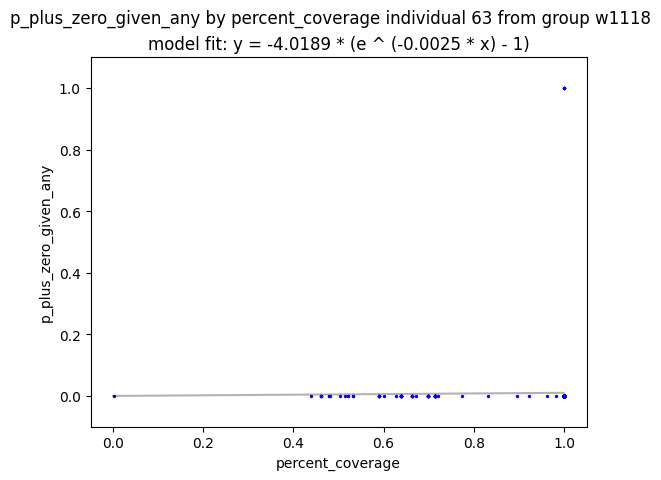 p_plus_zero_given_any by percent_coverage individual 63 from group w1118
model fit: y = -4.0189 * (e ^ (-0.0025 * x) - 1)
1.0
0.8
0.6
0.4
0.2
0.0
p_plus_zero_given_any
0.0 0.2 0.4 0.6 0.8 1.0
percent_coverage